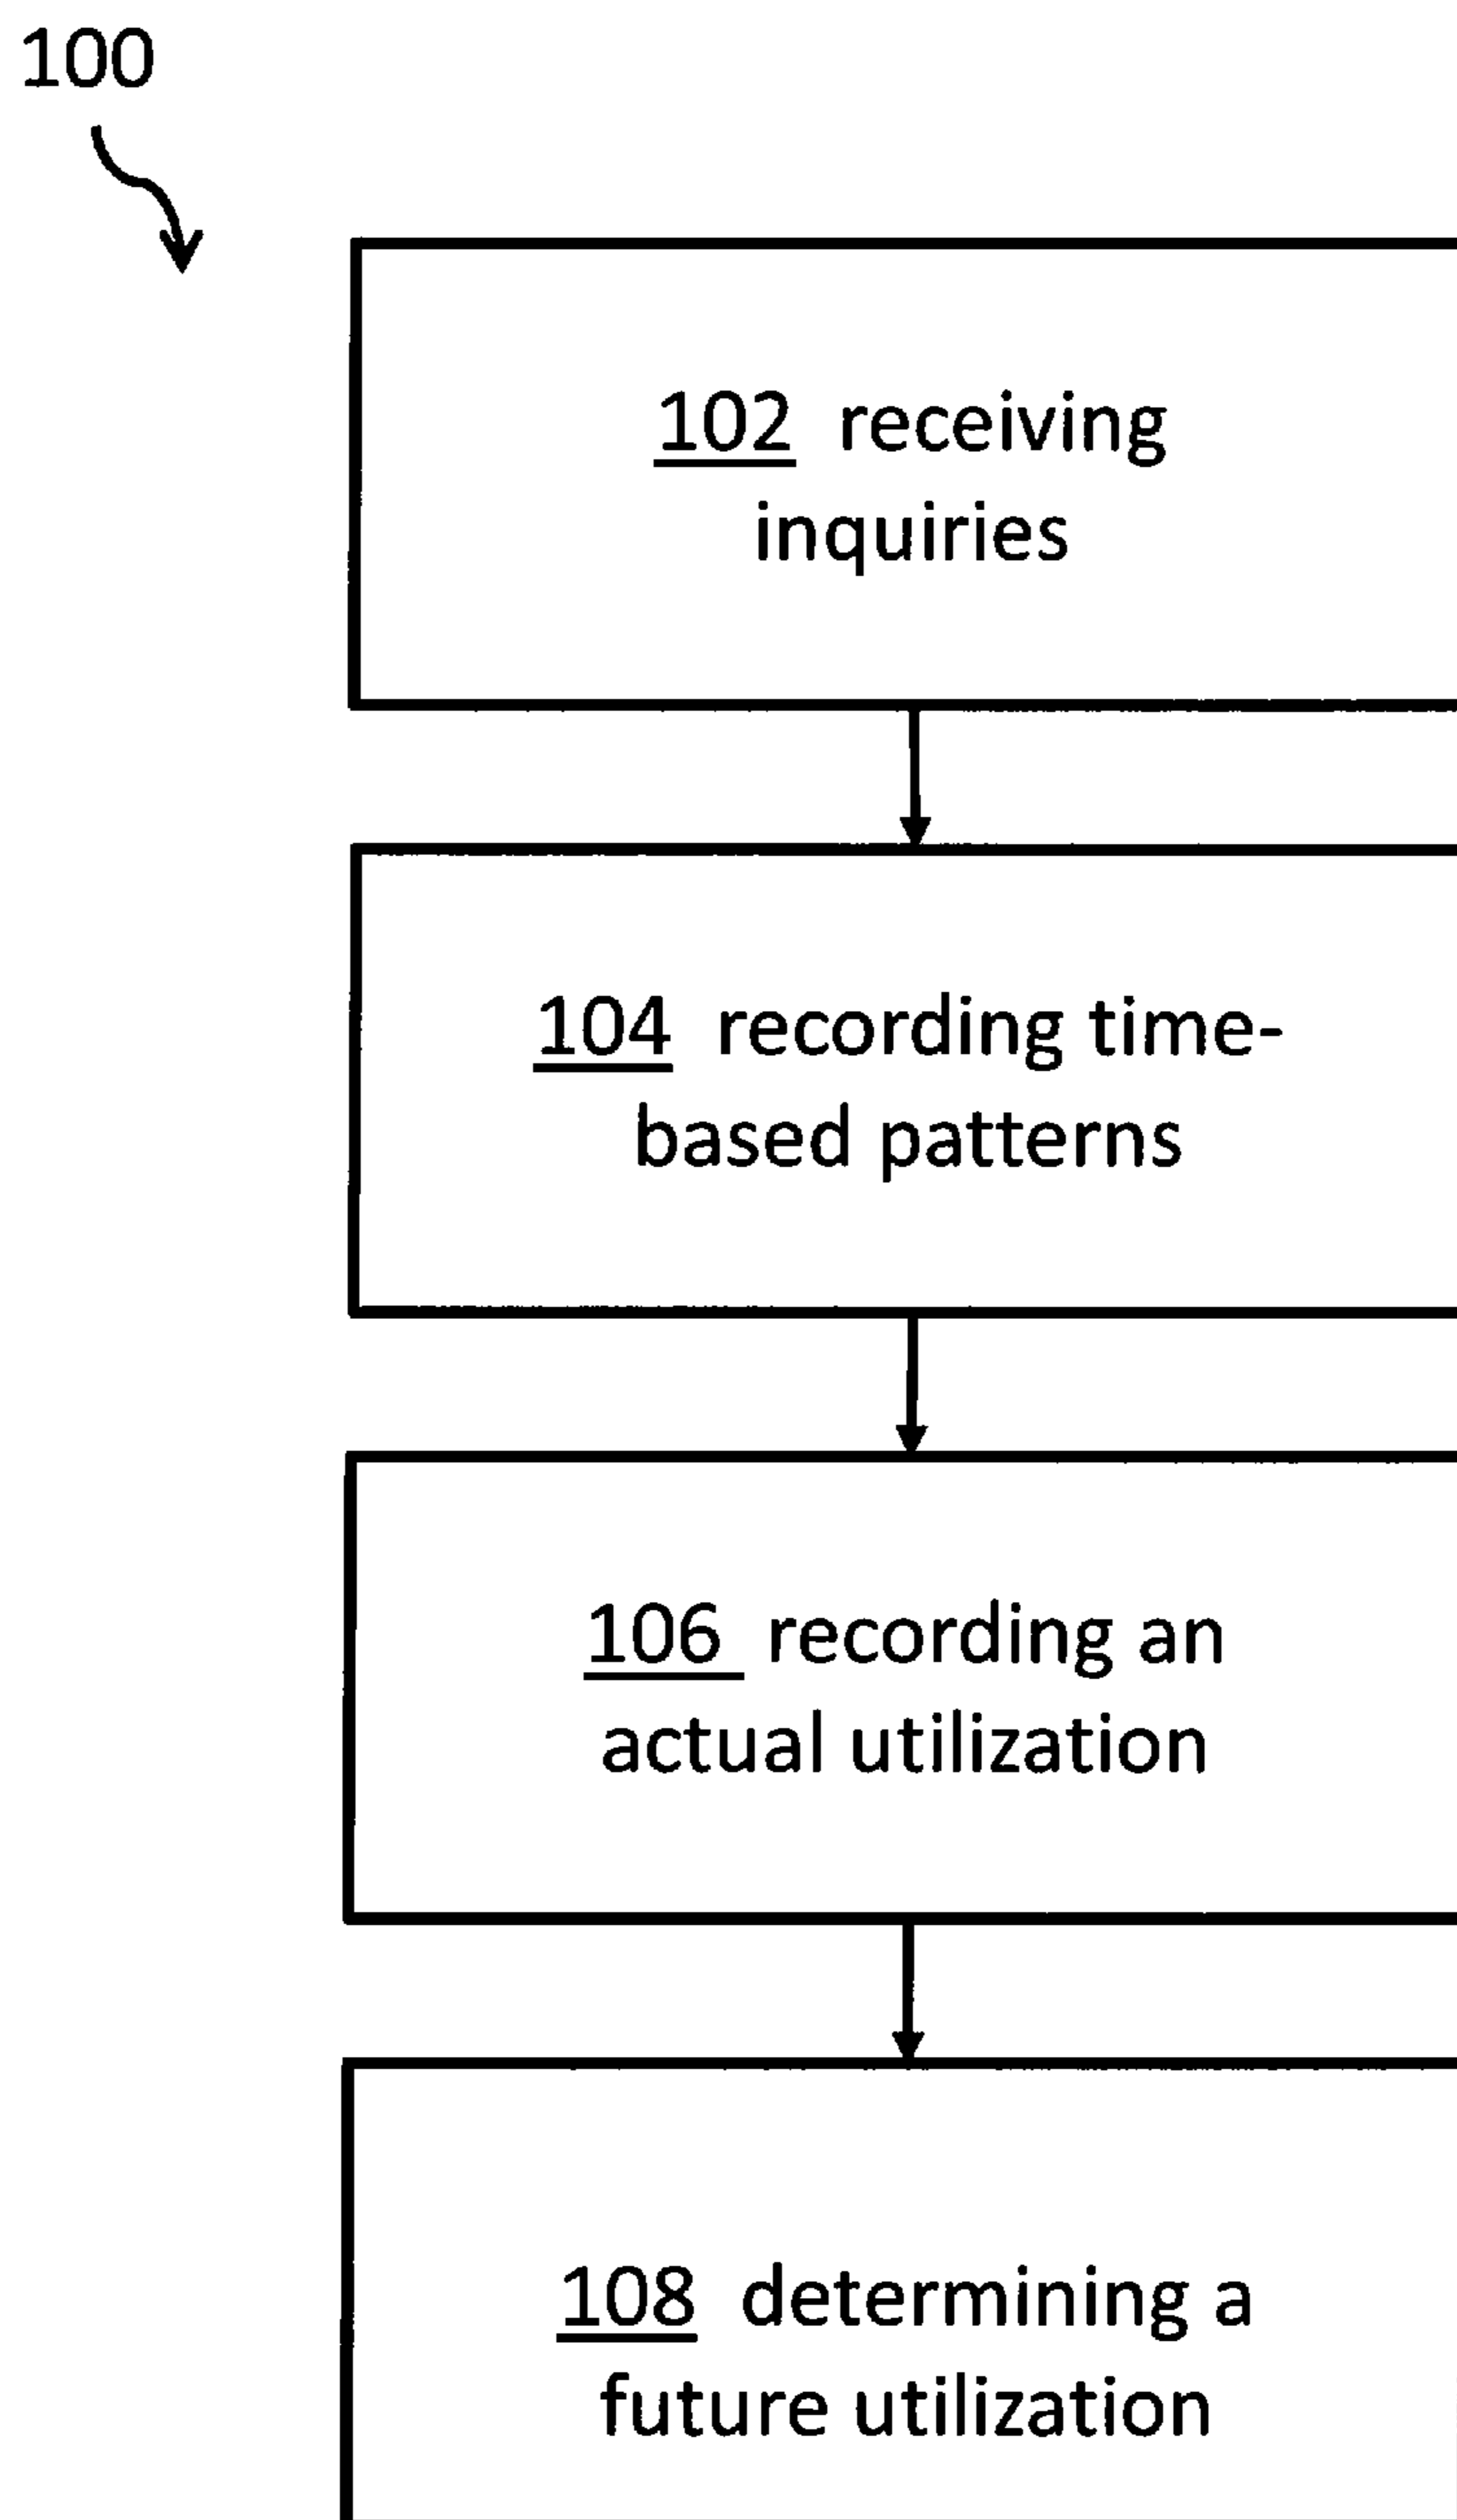 100
102 receiving
inquiries
104 recording time-
based patterns
106 recording an
actual utilization
108 determining a
future utilization